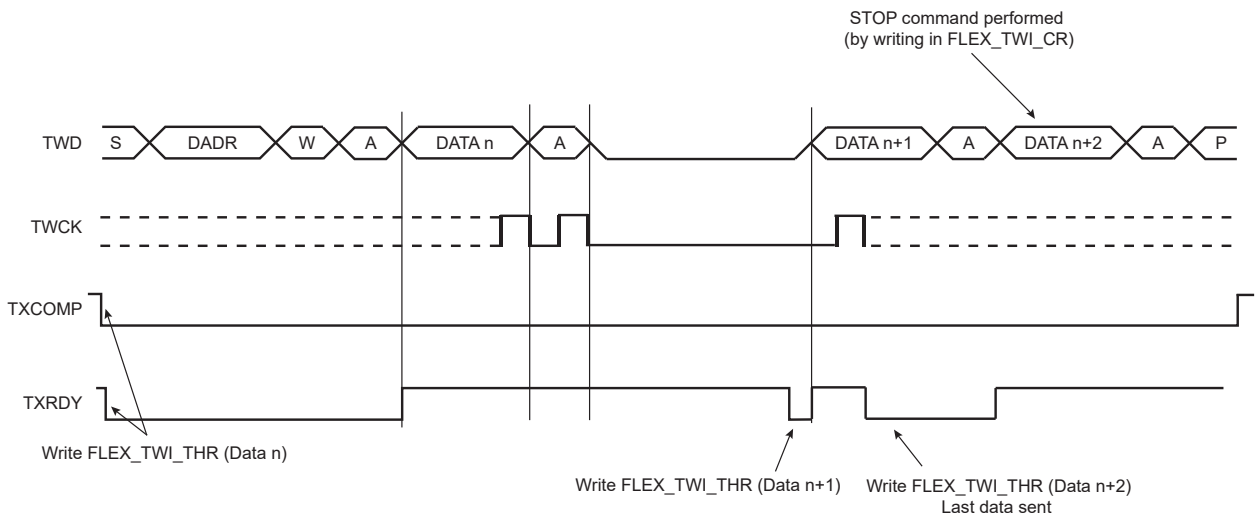 STOP command performed
(by writing in FLEX_TWI_CR)
TWD S DADR W A DATA n A DATA n+1 A DATA n+2 A P
TWCK
TXCOMP
TXRDY
Write FLEX_TWI_THR (Data n)
Write FLEX_TWI_THR (Data n+1) Write FLEX_TWI_THR (Data n+2)
Last data sent